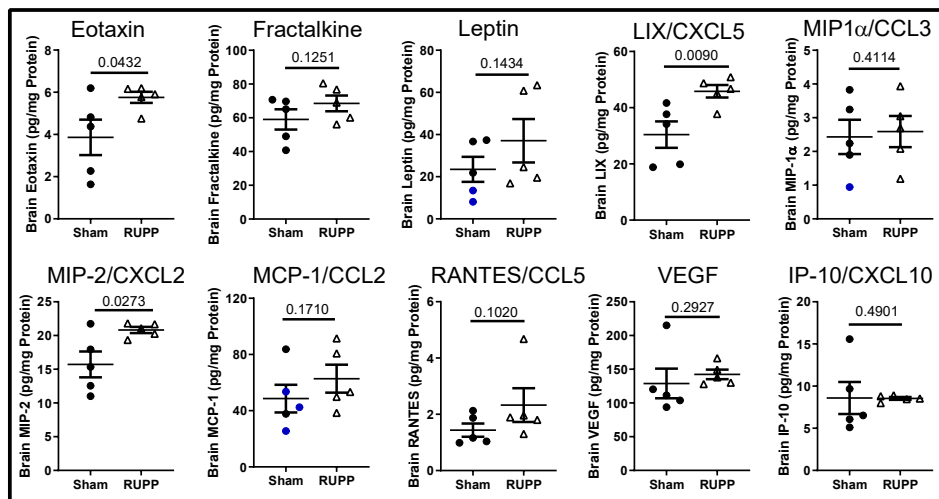 Eotaxin
0.0432
Brain Eotaxin (pg/mg Protein)
8
6
4
2
0
Sham RUPP
Fractalkine
0.1251
Brain Fractalkine (pg/mg Protein)
100
80
60
40
20
0
Sham RUPP
Leptin
0.1434
Brain Leptin (pg/mg Protein)
80
60
40
20
0
Sham RUPP
LIX/CXCL5
0.0090
Brain LIX (pg/mg Protein)
60
40
20
0
Sham RUPP
MIP1α/CCL3
0.4114
Brain MIP-1α (pg/mg Protein)
5
4
3
2
1
0
Sham RUPP
MIP-2/CXCL2
0.0273
Brain MIP-2 (pg/mg Protein)
25
20
15
10
5
0
Sham RUPP
MCP-1/CCL2
0.1710
Brain MCP-1 (pg/mg Protein)
120
80
40
0
Sham RUPP
RANTES/CCL5
0.1020
Brain RANTES (pg/mg Protein)
6
4
2
0
Sham RUPP
VEGF
0.2927
Brain VEGF (pg/mg Protein)
250
200
150
100
50
0
Sham RUPP
IP-10/CXCL10
0.4901
Brain IP-10 (pg/mg Protein)
20
15
10
5
0
Sham RUPP